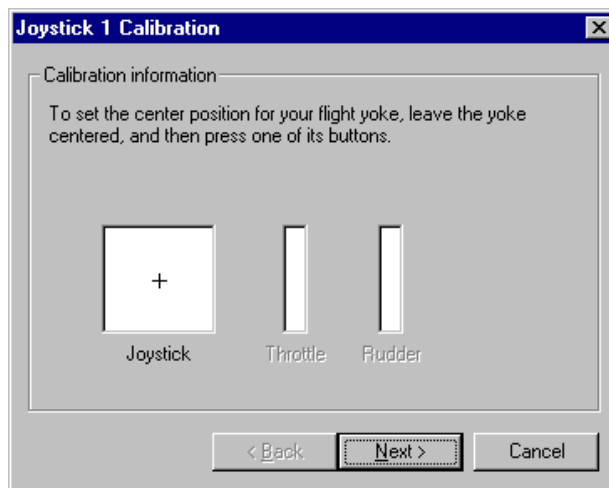 Joystick 1 Calibration
Calibration information
To set the center position for your flight yoke, leave the yoke
centered, and then press one of its buttons.
Joystick Throttle Rudder
< Back Next > Cancel